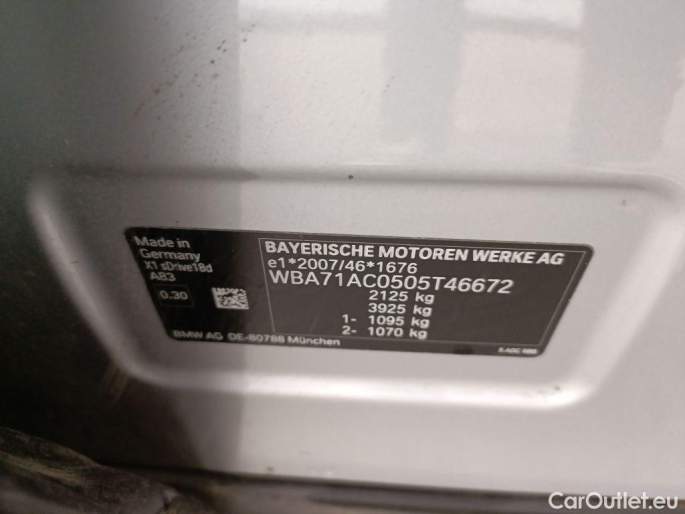 Made in
Germany
X1 sDrive18d
AB3
0.30
BAYERISCHE MOTOREN WERKE AG
e1*2007/46*1676
WBA71AC0505T46672
2125 kg
3925 kg
1- 1095 kg
2- 1070 kg
BMW AG DE-80788 München
CarOutlet.eu